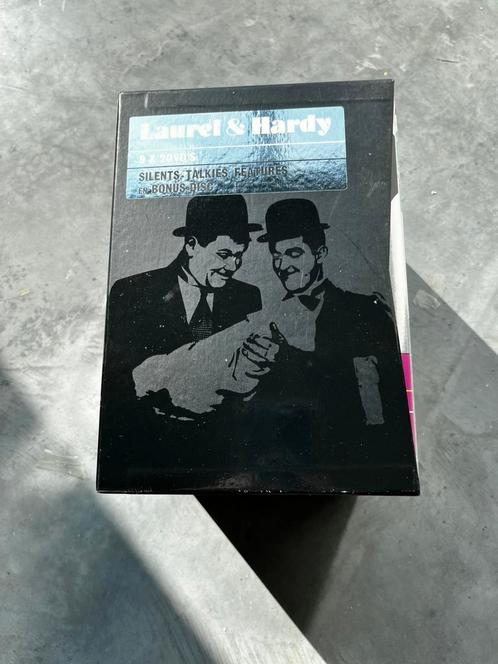 Laurel & Hardy
9 X 2DVD'S
SILENTS, TALKIES, FEATURES
EN BONUS-DISC